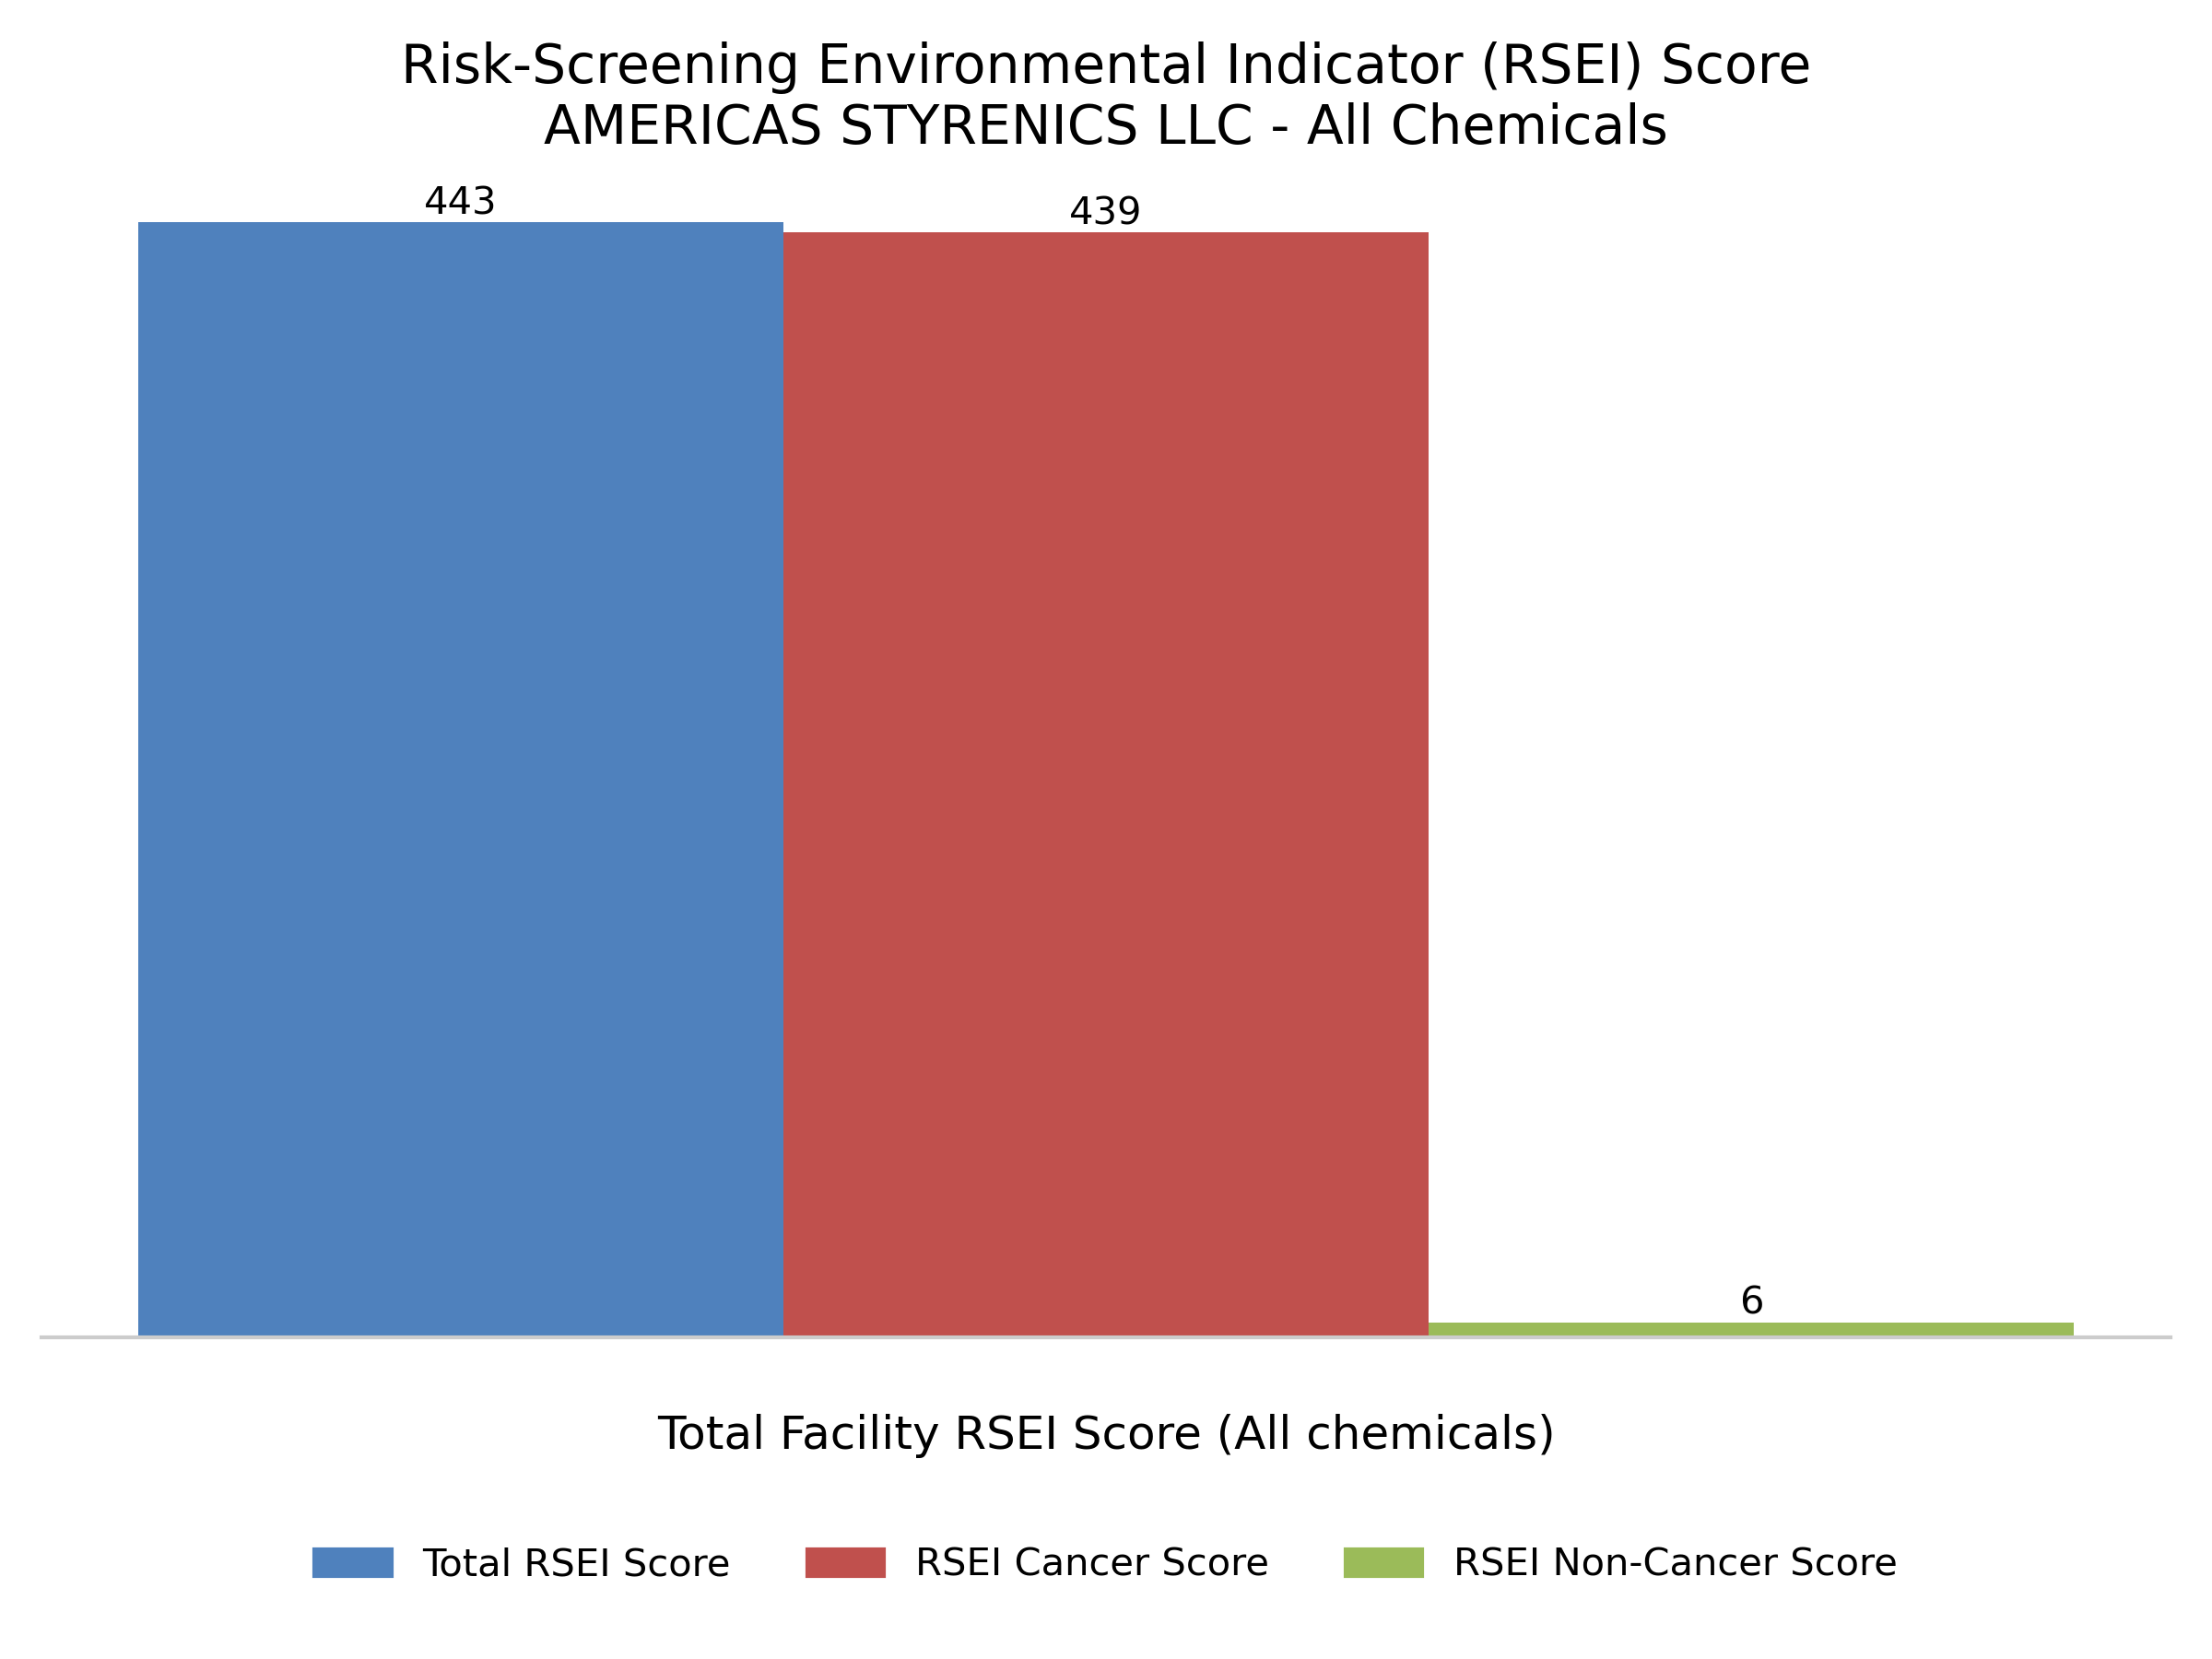 Risk-Screening Environmental Indicator (RSEI) Score
AMERICAS STYRENICS LLC - All Chemicals
443
439
6
Total Facility RSEI Score (All chemicals)
Total RSEI Score
RSEI Cancer Score
RSEI Non-Cancer Score